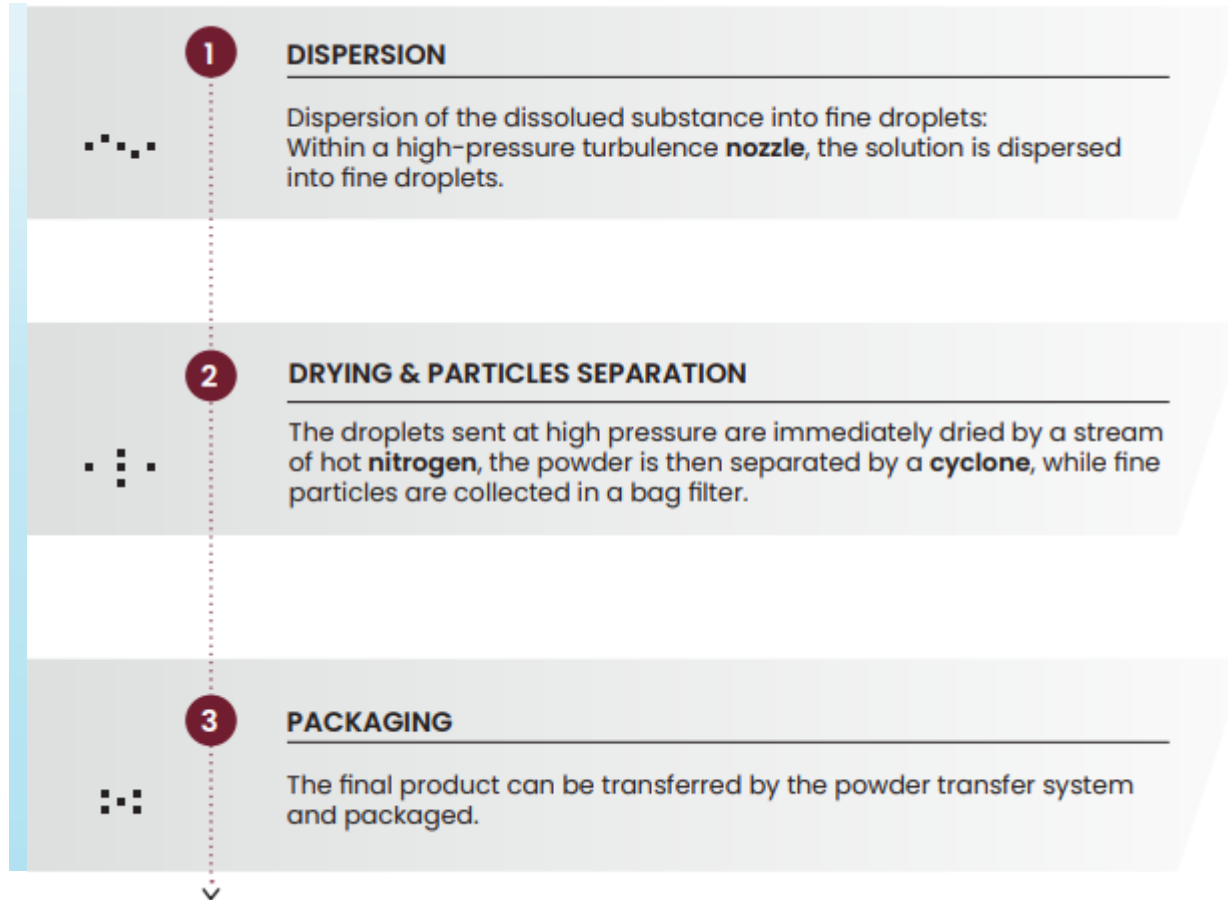 1
DISPERSION
Dispersion of the dissolued substance into fine droplets:
Within a high-pressure turbulence nozzle, the solution is dispersed
into fine droplets.
2
DRYING & PARTICLES SEPARATION
The droplets sent at high pressure are immediately dried by a stream
of hot nitrogen, the powder is then separated by a cyclone, while fine
particles are collected in a bag filter.
3
PACKAGING
The final product can be transferred by the powder transfer system
and packaged.